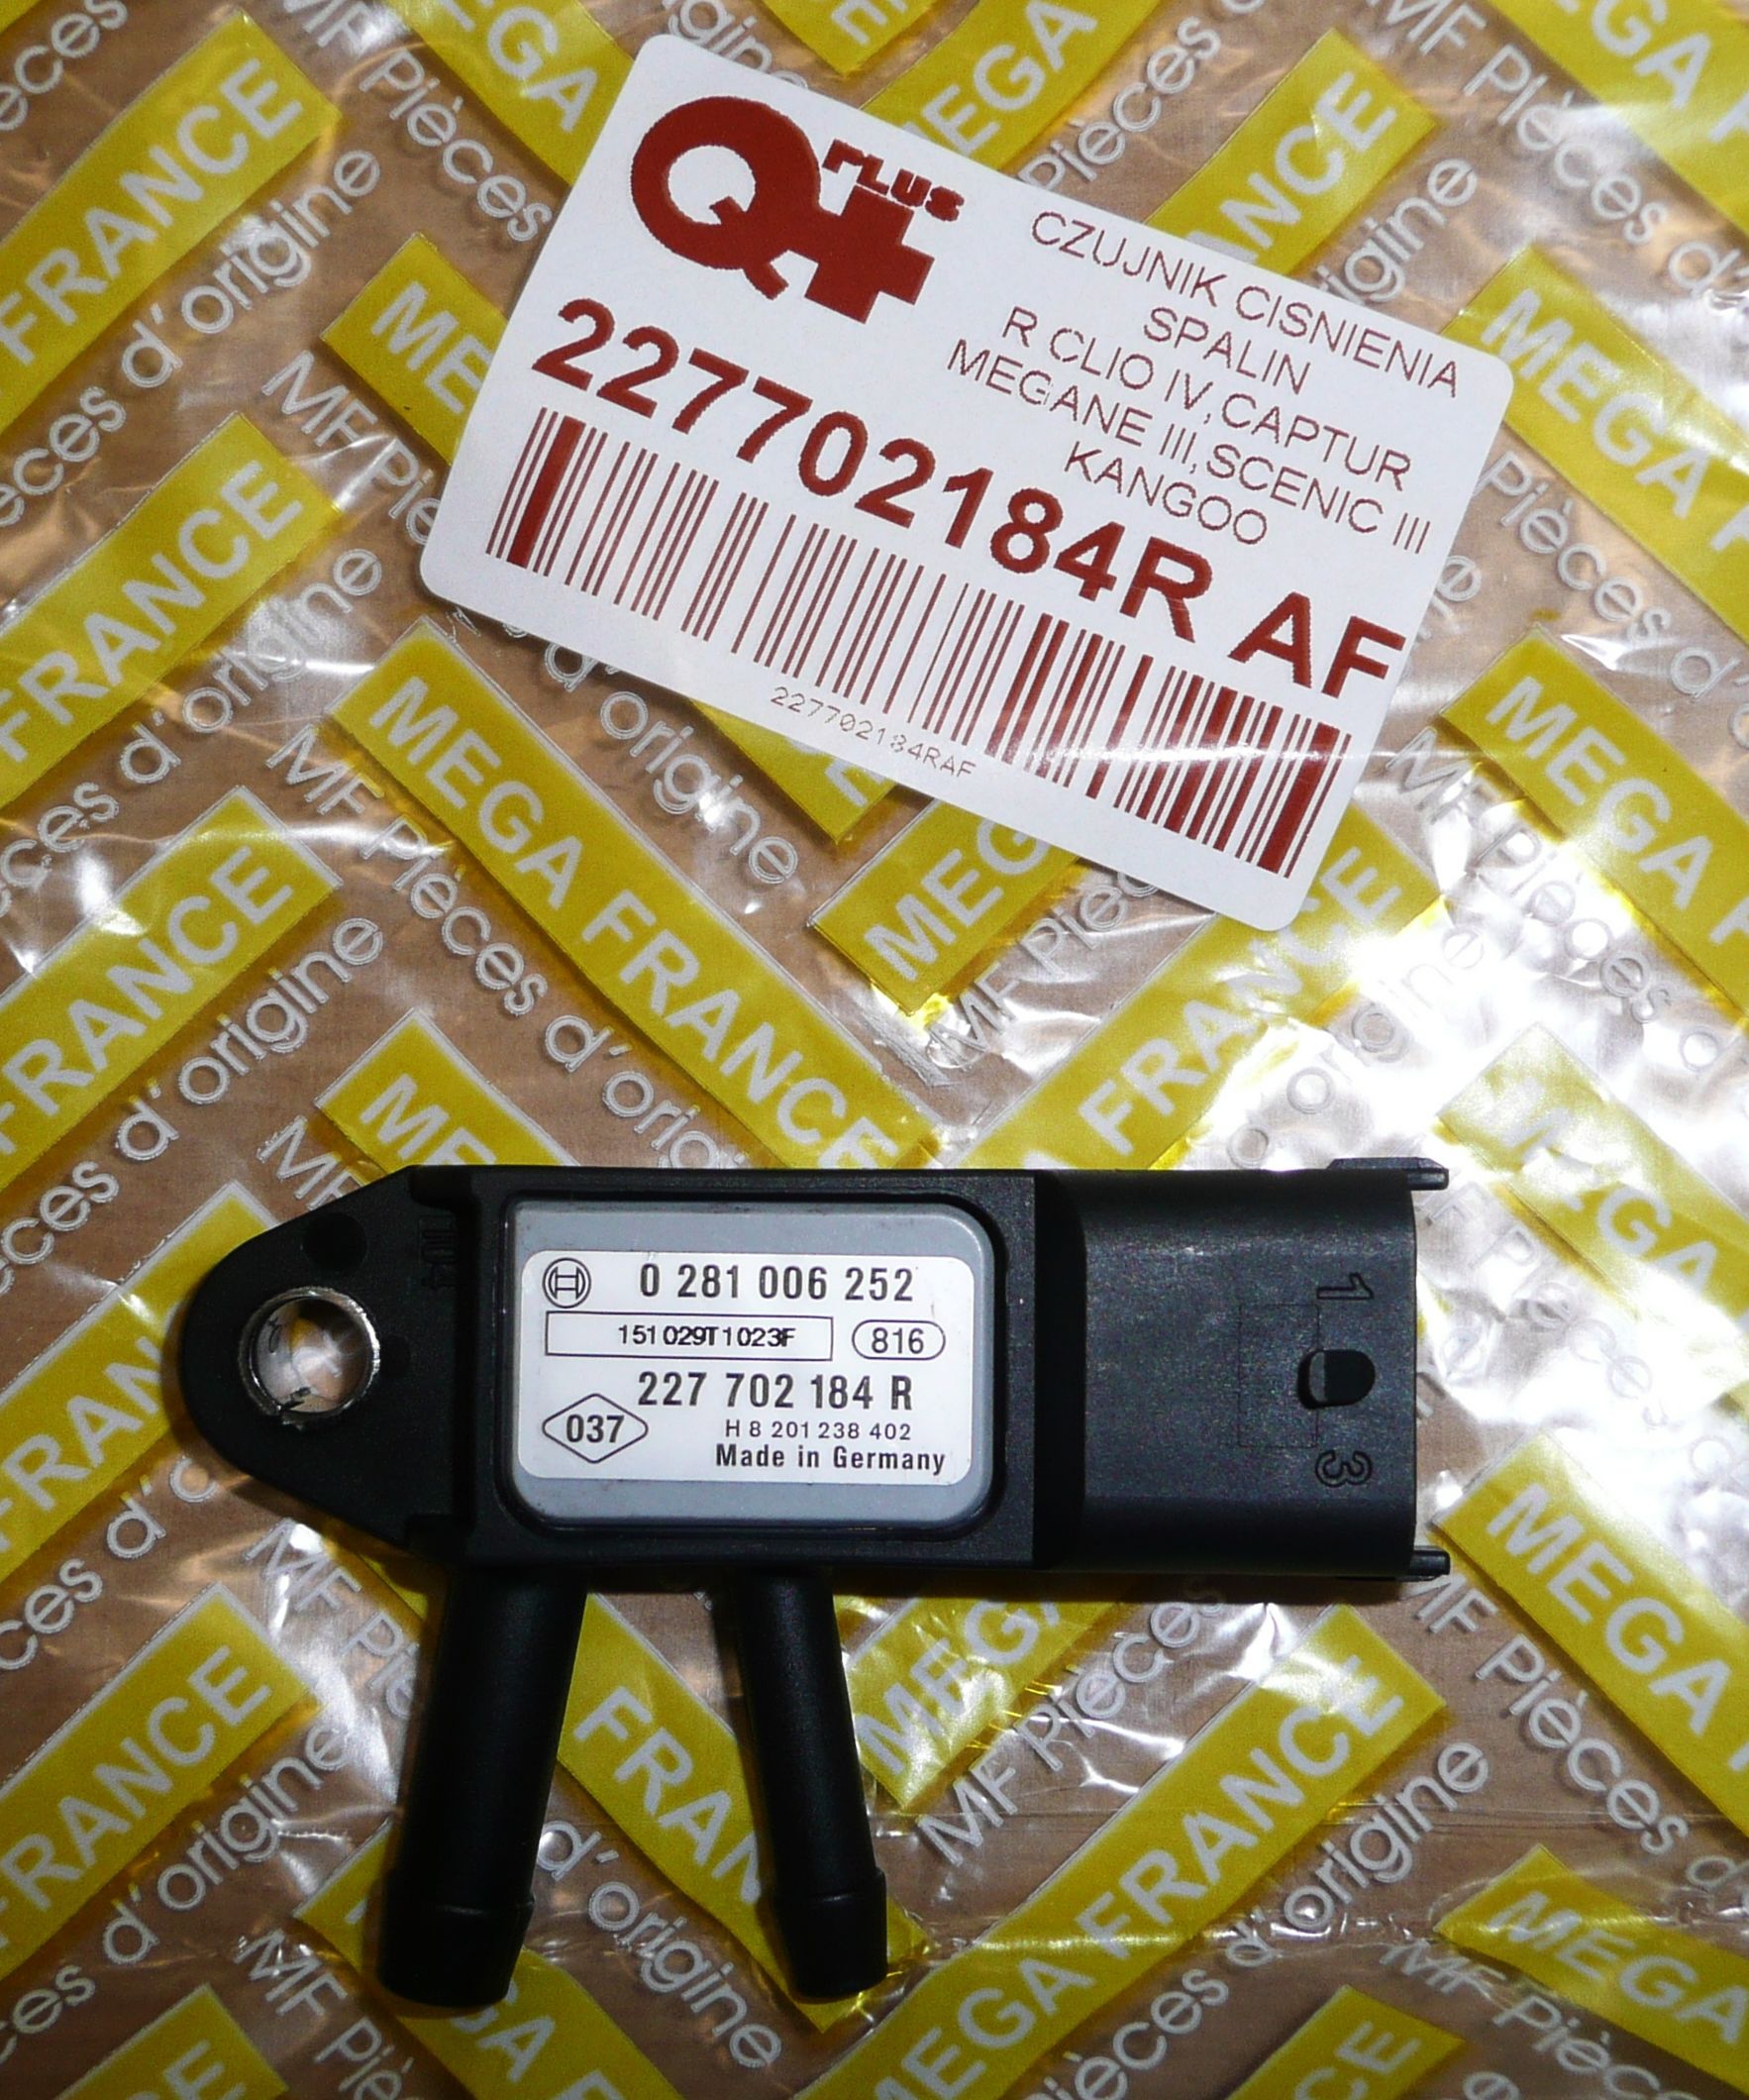 Q PLUS
CZUJNIK CISNIENIA
SPALIN
R CLIO IV,CAPTUR
MEGANE III,SCENIC III
KANGOO
227702184R AF
227702184RAF
0 281 006 252
151029T1023F
816
227 702 184 R
037
H 8 201 238 402
Made in Germany
1
3
MEGA FRANCE
MF Pièces d'origine